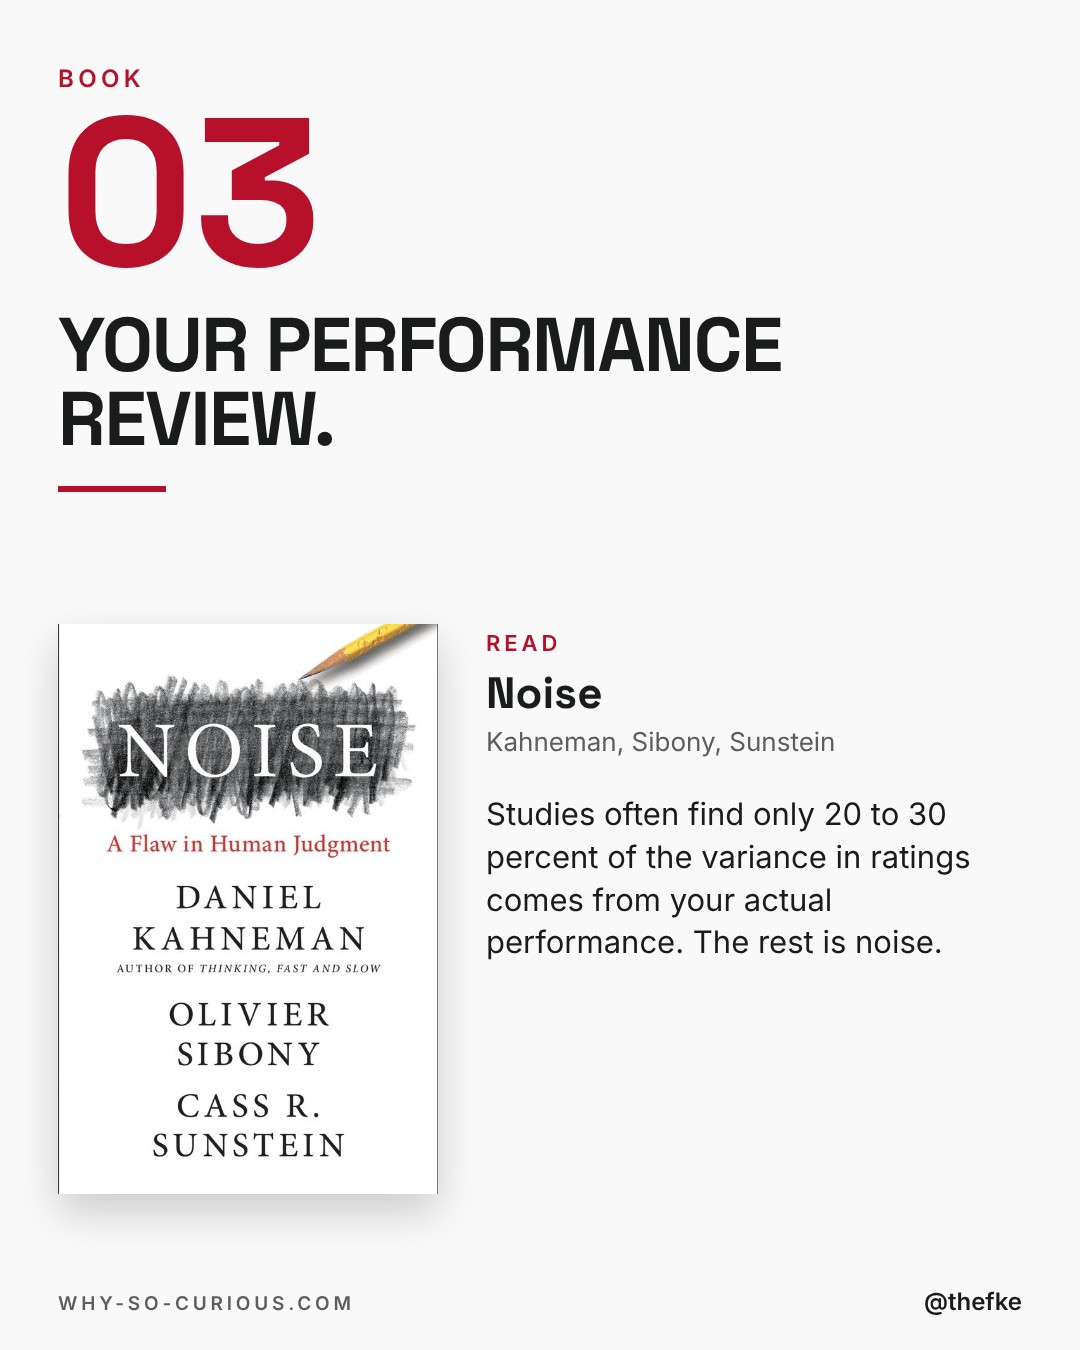 BOOK
03
YOUR PERFORMANCE
REVIEW.
NOISE
A Flaw in Human Judgment
DANIEL
KAHNEMAN
AUTHOR OF THINKING, FAST AND SLOW
OLIVIER
SIBONY
CASS R.
SUNSTEIN
READ
Noise
Kahneman, Sibony, Sunstein
Studies often find only 20 to 30
percent of the variance in ratings
comes from your actual
performance. The rest is noise.
WHY-SO-CURIOUS.COM
@thefke